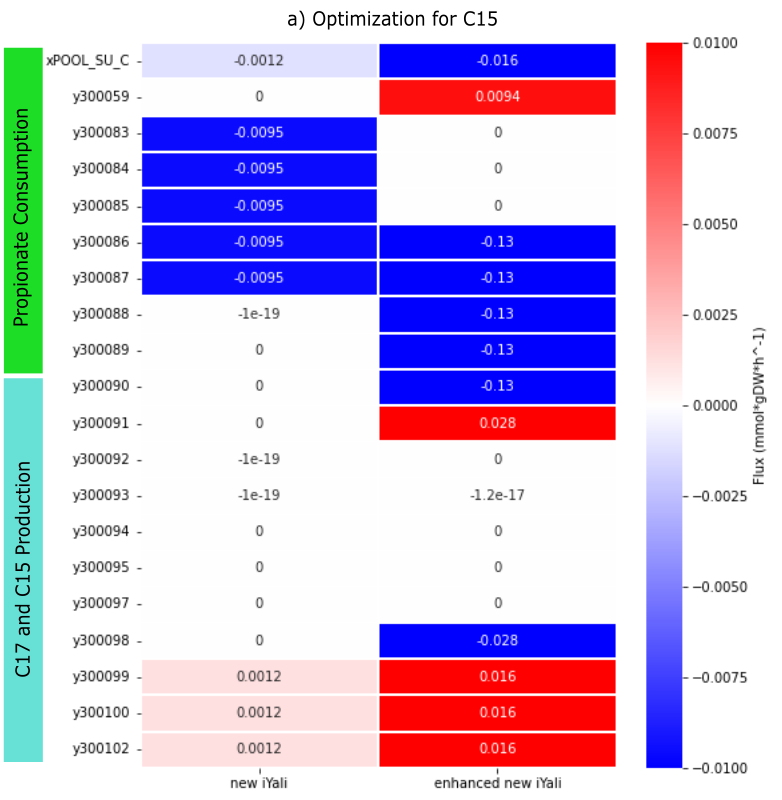 a) Optimization for C15
Propionate Consumption
C17 and C15 Production
xPOOL_SU_C -0.0012 -0.016
y300059 0 0.0094
y300083 -0.0095 0
y300084 -0.0095 0
y300085 -0.0095 0
y300086 -0.0095 -0.13
y300087 -0.0095 -0.13
y300088 -1e-19 -0.13
y300089 0 -0.13
y300090 0 -0.13
y300091 0 0.028
y300092 -1e-19 0
y300093 -1e-19 -1.2e-17
y300094 0 0
y300095 0 0
y300097 0 0
y300098 0 -0.028
y300099 0.0012 0.016
y300100 0.0012 0.016
y300102 0.0012 0.016
new iYali enhanced new iYali
0.0100
0.0075
0.0050
0.0025
0.0000
−0.0025
−0.0050
−0.0075
−0.0100
Flux (mmol*gDW*h^-1)